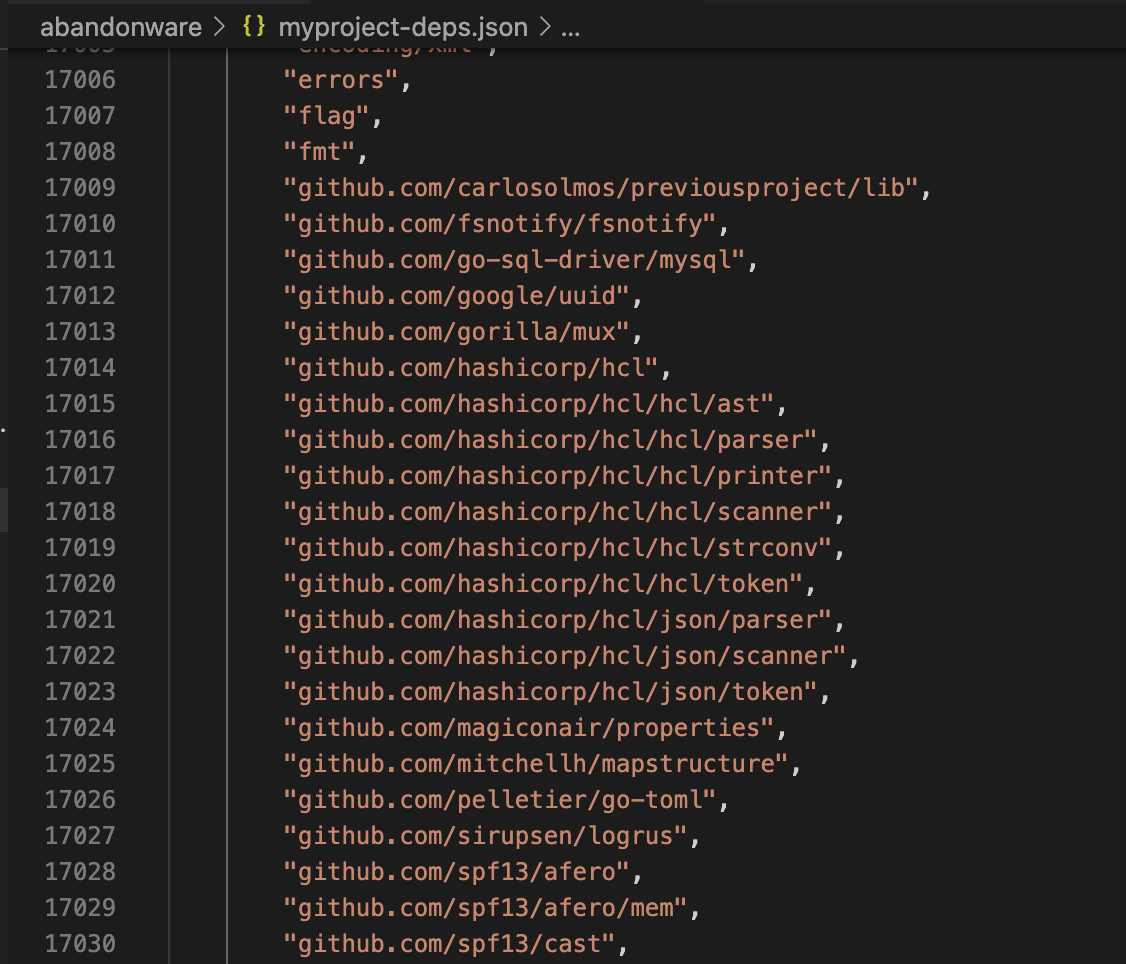 abandonware > {} myproject-deps.json > ...
17005 "encoding/xml",
17006 "errors",
17007 "flag",
17008 "fmt",
17009 "github.com/carlosolmos/previousproject/lib",
17010 "github.com/fsnotify/fsnotify",
17011 "github.com/go-sql-driver/mysql",
17012 "github.com/google/uuid",
17013 "github.com/gorilla/mux",
17014 "github.com/hashicorp/hcl",
17015 "github.com/hashicorp/hcl/hcl/ast",
17016 "github.com/hashicorp/hcl/hcl/parser",
17017 "github.com/hashicorp/hcl/hcl/printer",
17018 "github.com/hashicorp/hcl/hcl/scanner",
17019 "github.com/hashicorp/hcl/hcl/strconv",
17020 "github.com/hashicorp/hcl/hcl/token",
17021 "github.com/hashicorp/hcl/json/parser",
17022 "github.com/hashicorp/hcl/json/scanner",
17023 "github.com/hashicorp/hcl/json/token",
17024 "github.com/magiconair/properties",
17025 "github.com/mitchellh/mapstructure",
17026 "github.com/pelletier/go-toml",
17027 "github.com/sirupsen/logrus",
17028 "github.com/spf13/afero",
17029 "github.com/spf13/afero/mem",
17030 "github.com/spf13/cast",